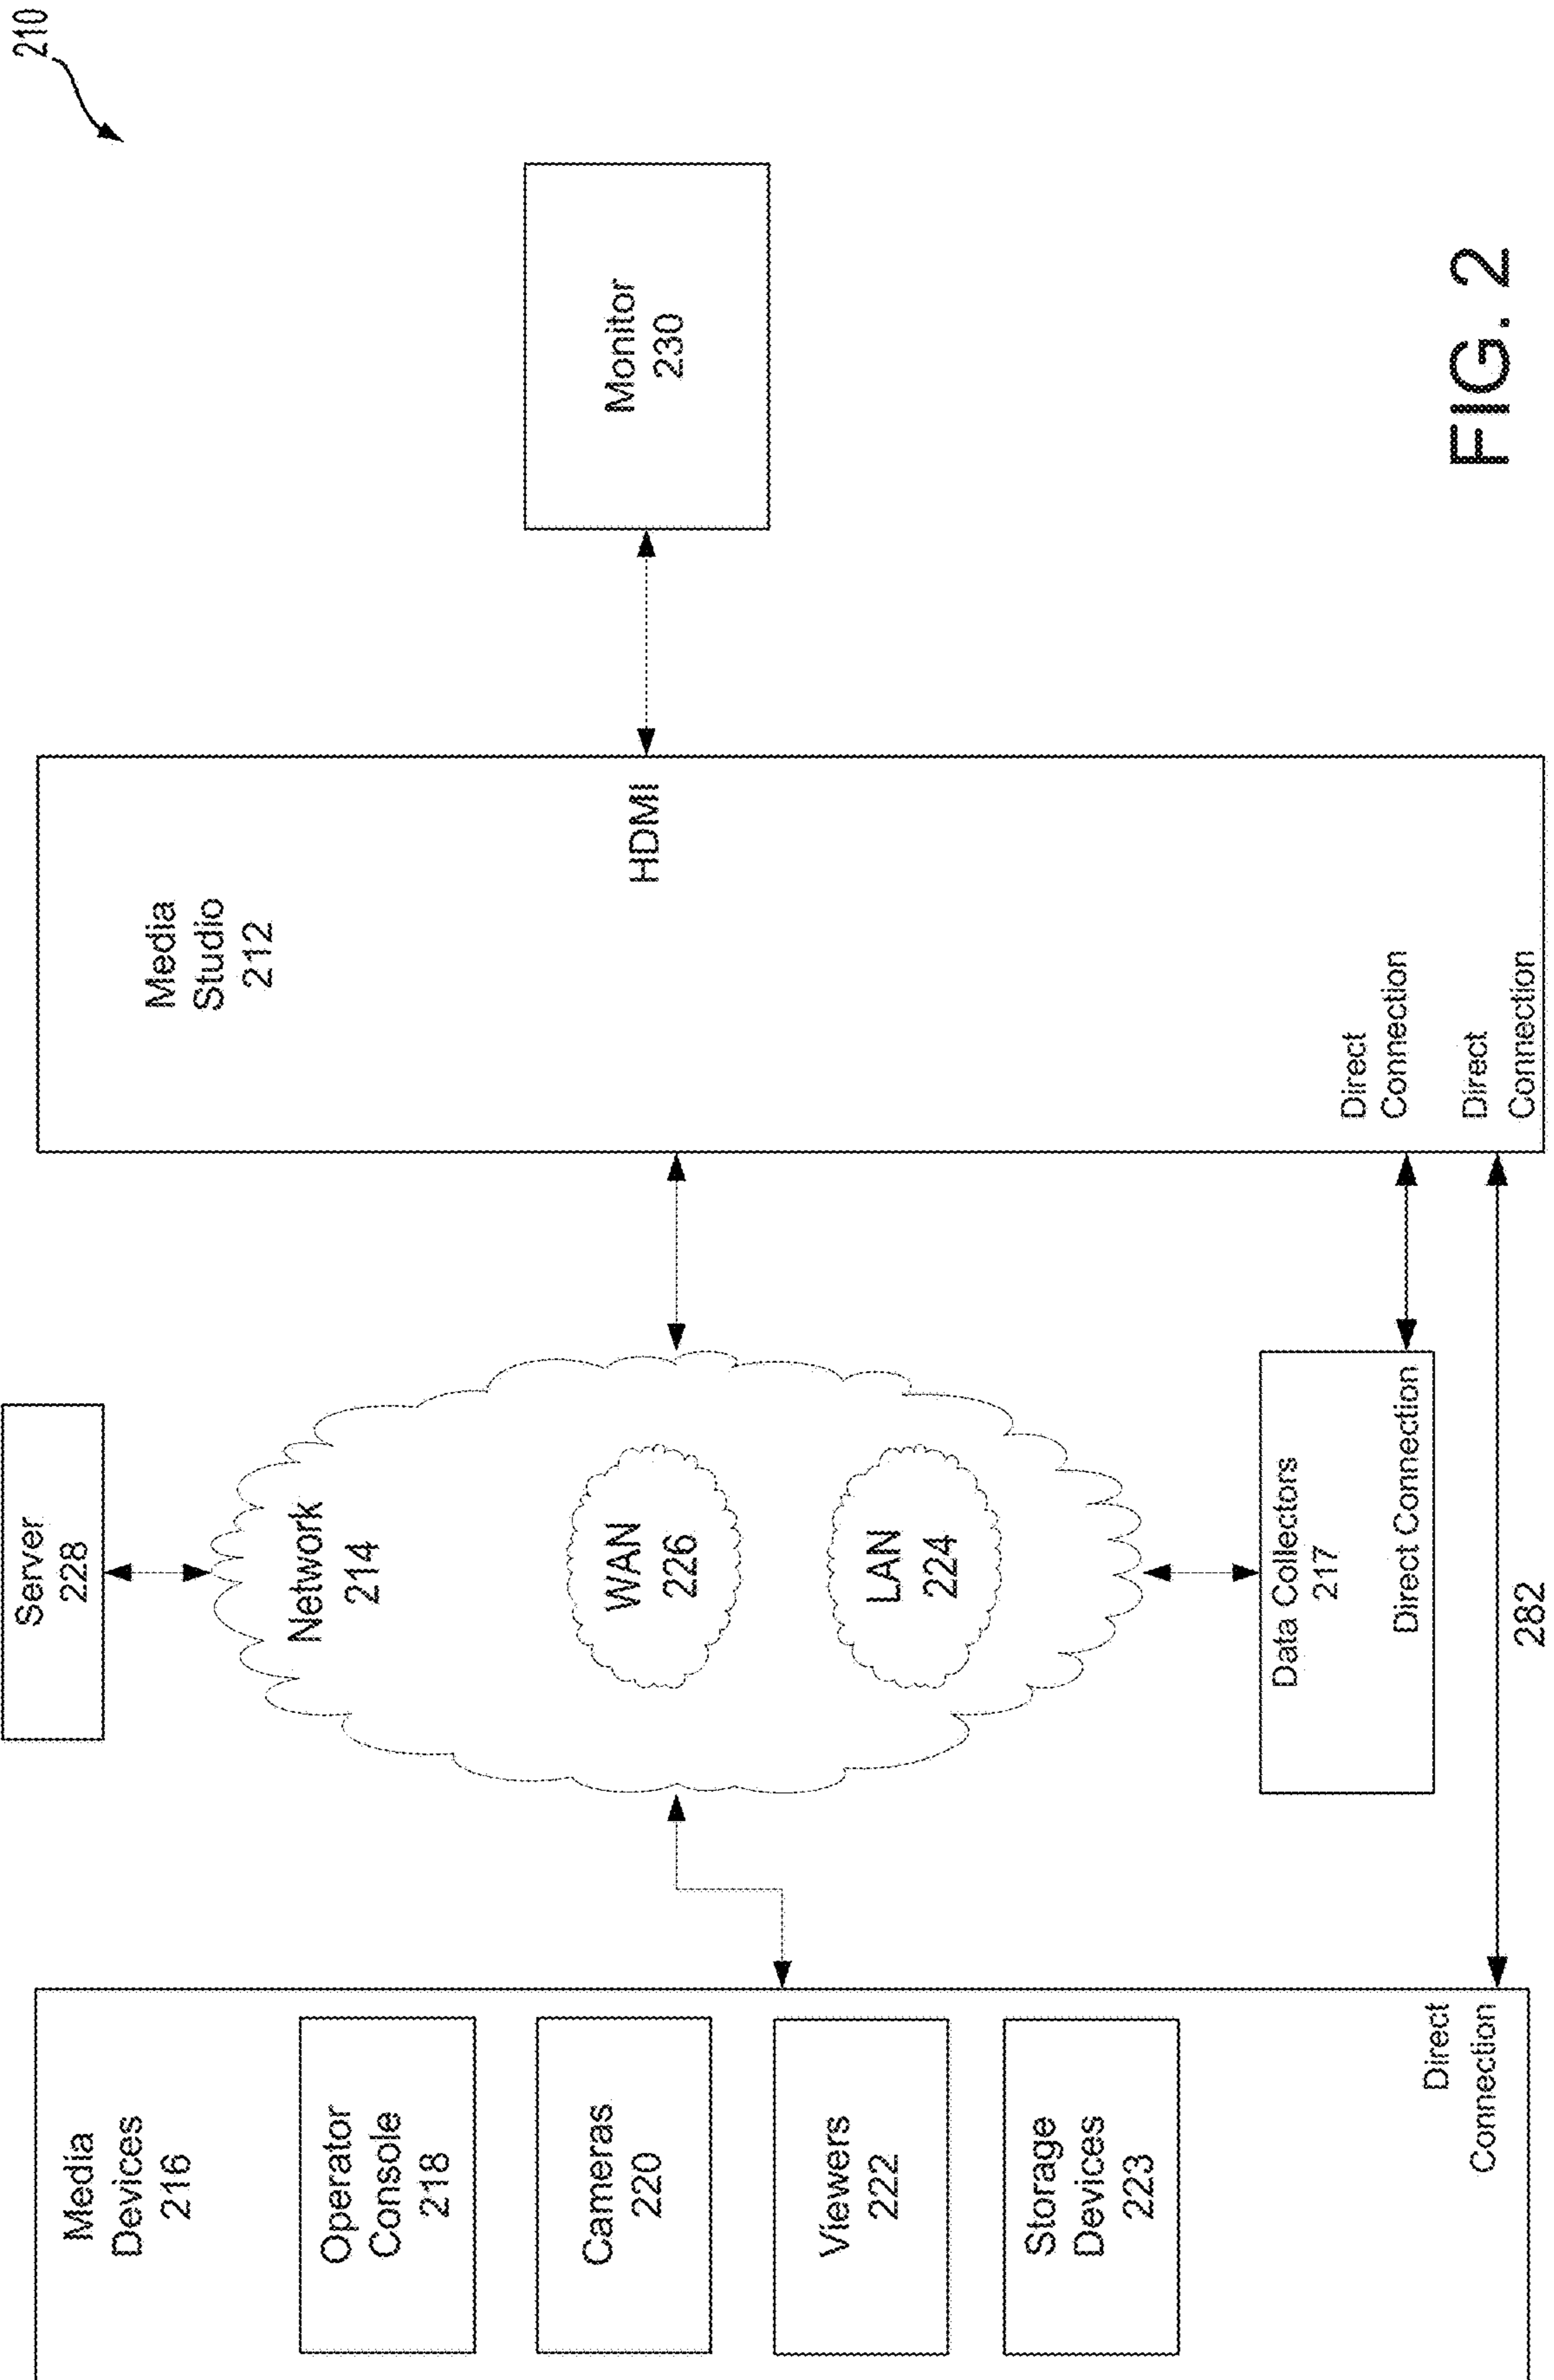 210
Media
Devices
216
Operator
Console
218
Cameras
220
Viewers
222
Storage
Devices
223
Direct
Connection
Server
228
Network
214
WAN
226
LAN
224
Data Collectors
217
Direct Connection
282
Media
Studio
212
HDMI
Direct
Connection
Direct
Connection
Monitor
230
FIG. 2